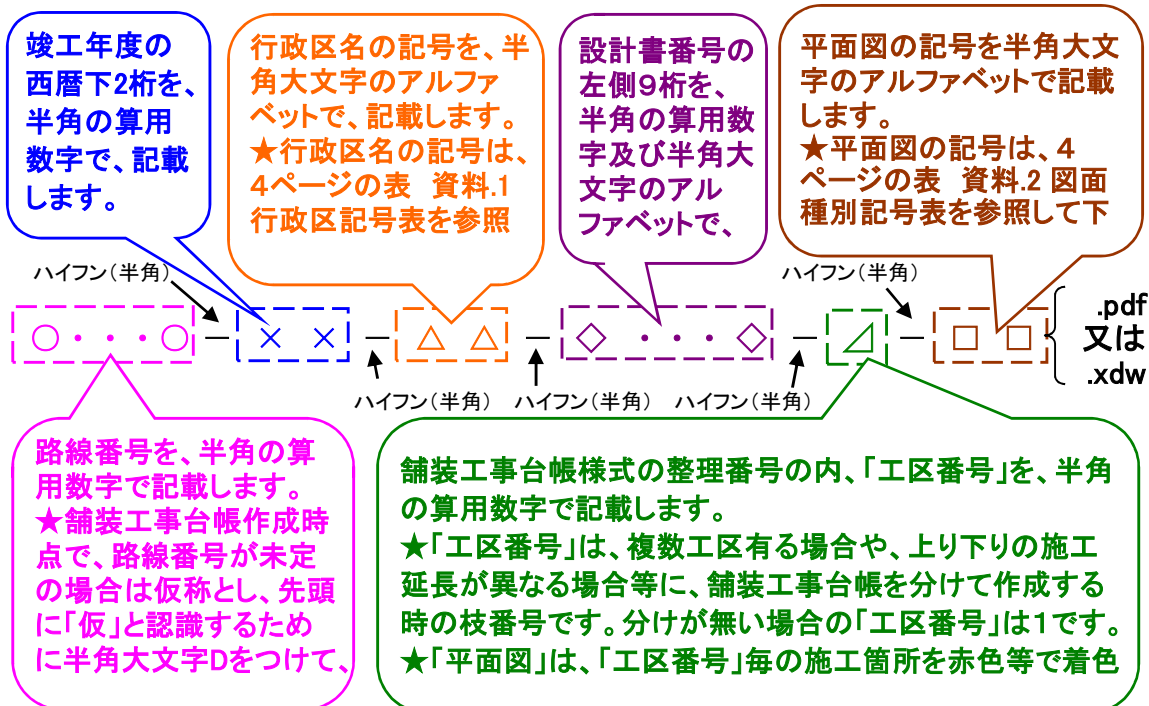 竣工年度の
西暦下2桁を、
半角の算用
数字で、記載
します。
行政区名の記号を、半
角大文字のアルファ
ベットで、記載します。
★行政区名の記号は、
4ページの表　資料.1
行政区記号表を参照
設計書番号の
左側9桁を、
半角の算用数
字及び半角大
文字のアル
ファベットで、
平面図の記号を半角大文
字のアルファベットで記載
します。
★平面図の記号は、4
ページの表　資料.2 図面
種別記号表を参照して下
ハイフン（半角）
ハイフン（半角）
○・・・○－××－△△－◇・・・◇－◿－□□
.pdf
又は
.xdw
ハイフン（半角）
ハイフン（半角）
ハイフン（半角）
路線番号を、半角の算
用数字で記載します。
★舗装工事台帳作成時
点で、路線番号が未定
の場合は仮称とし、先頭
に「仮」と認識するため
に半角大文字Dをつけて、
舗装工事台帳様式の整理番号の内、「工区番号」を、半角
の算用数字で記載します。
★「工区番号」は、複数工区有る場合や、上り下りの施工
延長が異なる場合等に、舗装工事台帳を分けて作成する
時の枝番号です。分けが無い場合の「工区番号」は1です。
★「平面図」は、「工区番号」毎の施工箇所を赤色等で着色